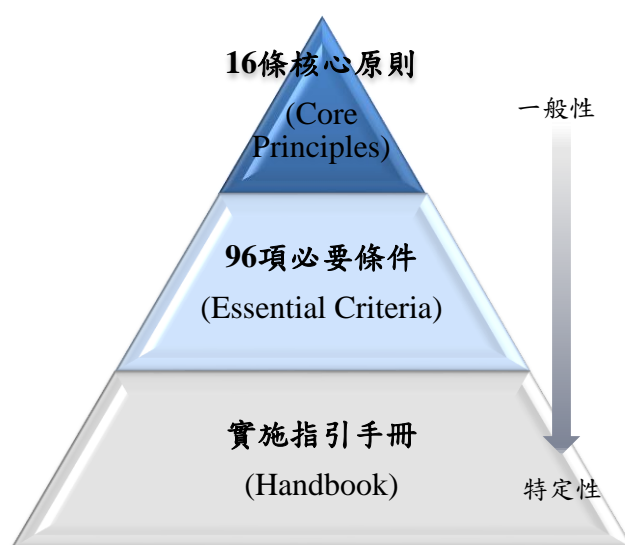 16條核心原則
(Core
Principles)
一般性
96項必要條件
(Essential Criteria)
實施指引手冊
(Handbook)
特定性